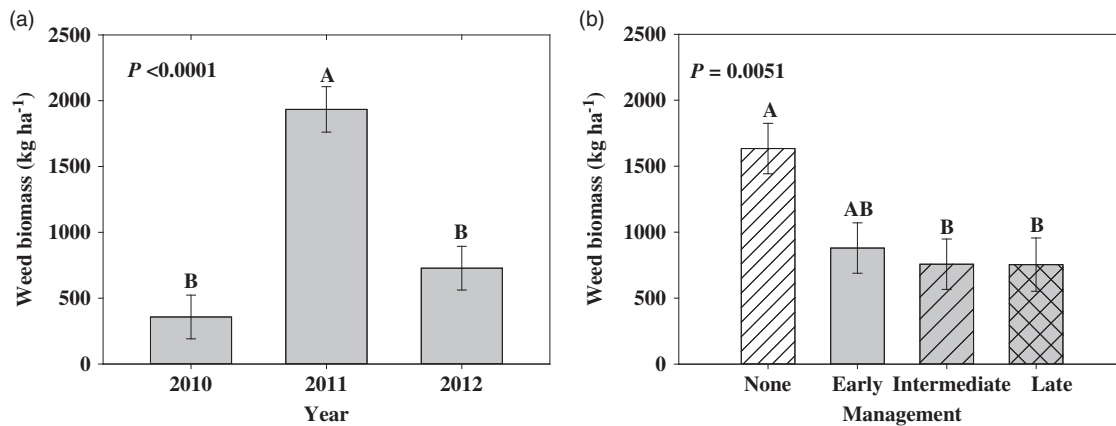 (a)
2500
2000
1500
1000
500
0
Weed biomass (kg ha⁻¹)
P <0.0001
B
A
B
2010 2011 2012
Year
(b)
2500
2000
1500
1000
500
0
Weed biomass (kg ha⁻¹)
P = 0.0051
A
AB
B
B
None Early Intermediate Late
Management